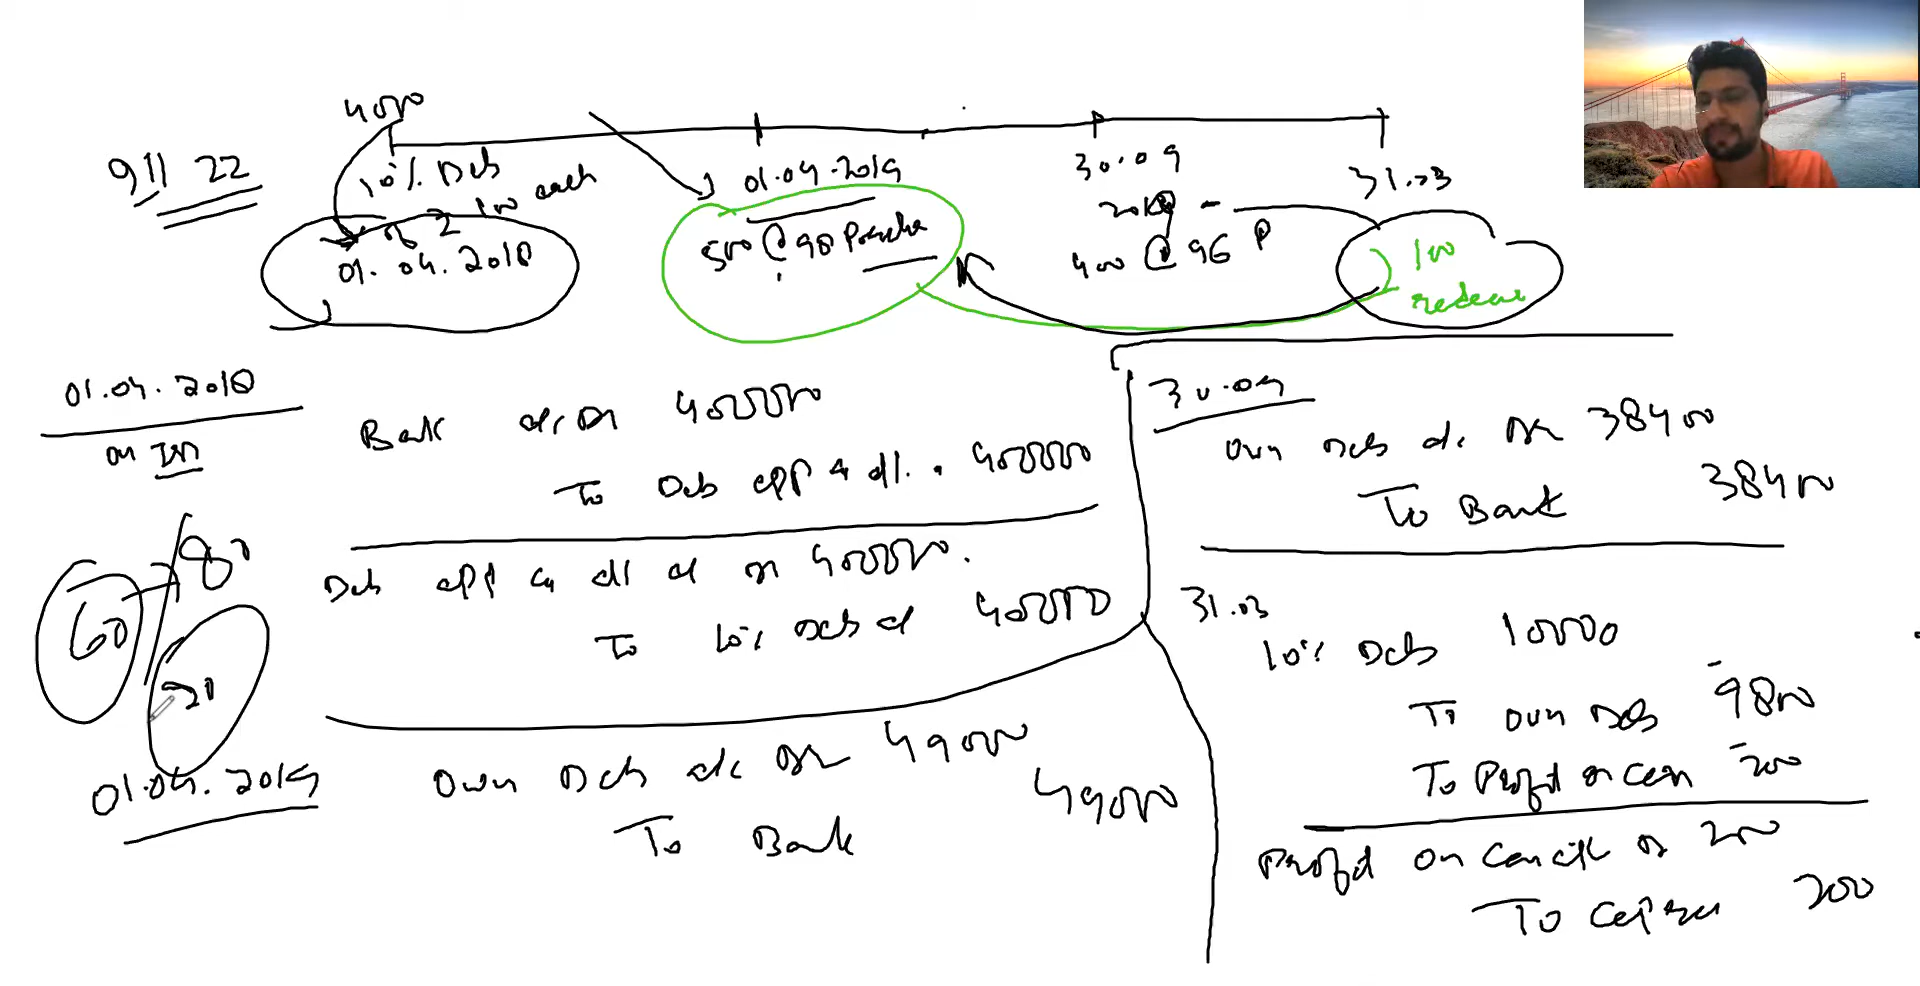 911 22
4000
10% Deb
100 each
01.04.2018
01.04.2019
500 @ 98 Purchase
30.09
400 @ 96 P
31.03
100
redeem
01.04.2018
on
Bank a/c Dr 400000
To Deb app & all. 400000
Deb app & all a/c Dr 400000.
To 10% Deb a/c 400000
60
80
20
01.04.2019
Own Deb a/c Dr 49000
To Bank 49000
30.09
Own Deb a/c Dr 38400
To Bank 38400
31.03
10% Deb 10000
To Own Deb 9800
To Profit on Can 200
Profit on Cancel Dr 200
To Cap res 200